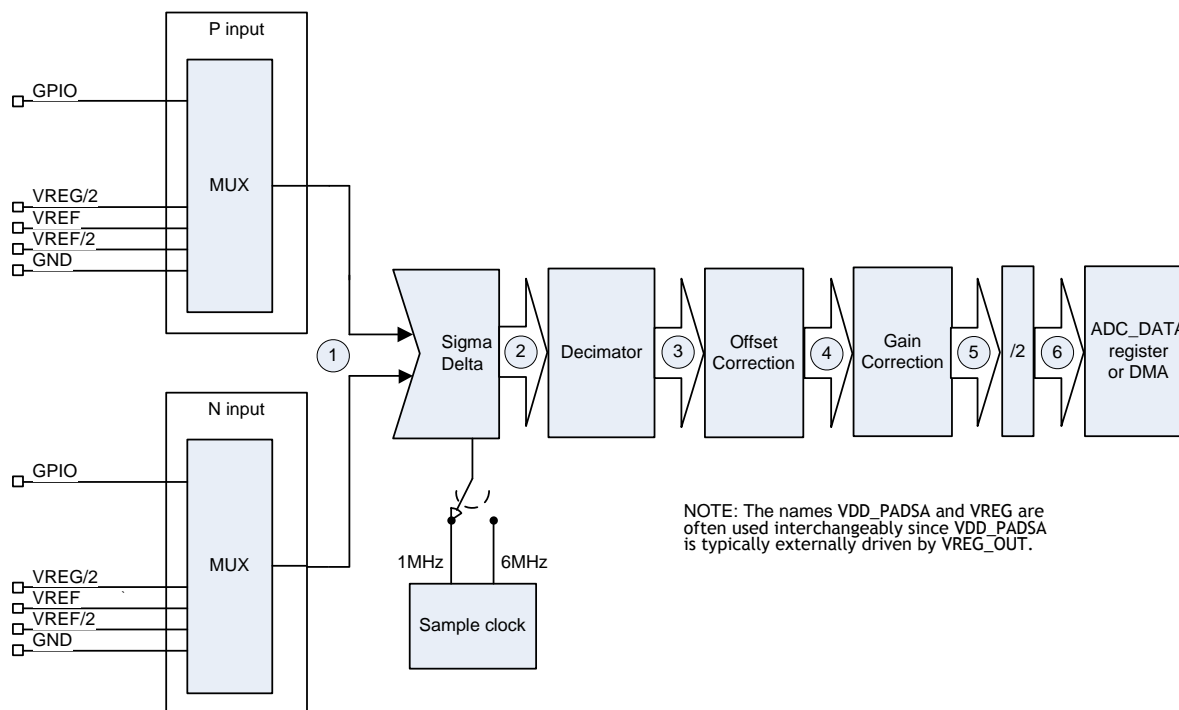 P input
GPIO
MUX
VREG/2
VREF
VREF/2
GND
1
Sigma
Delta
2
Decimator
3
Offset
Correction
4
Gain
Correction
5
/2
6
ADC_DATA
register
or DMA
N input
GPIO
MUX
VREG/2
VREF
VREF/2
GND
1MHz
6MHz
Sample clock
NOTE: The names VDD_PADSA and VREG are
often used interchangeably since VDD_PADSA
is typically externally driven by VREG_OUT.